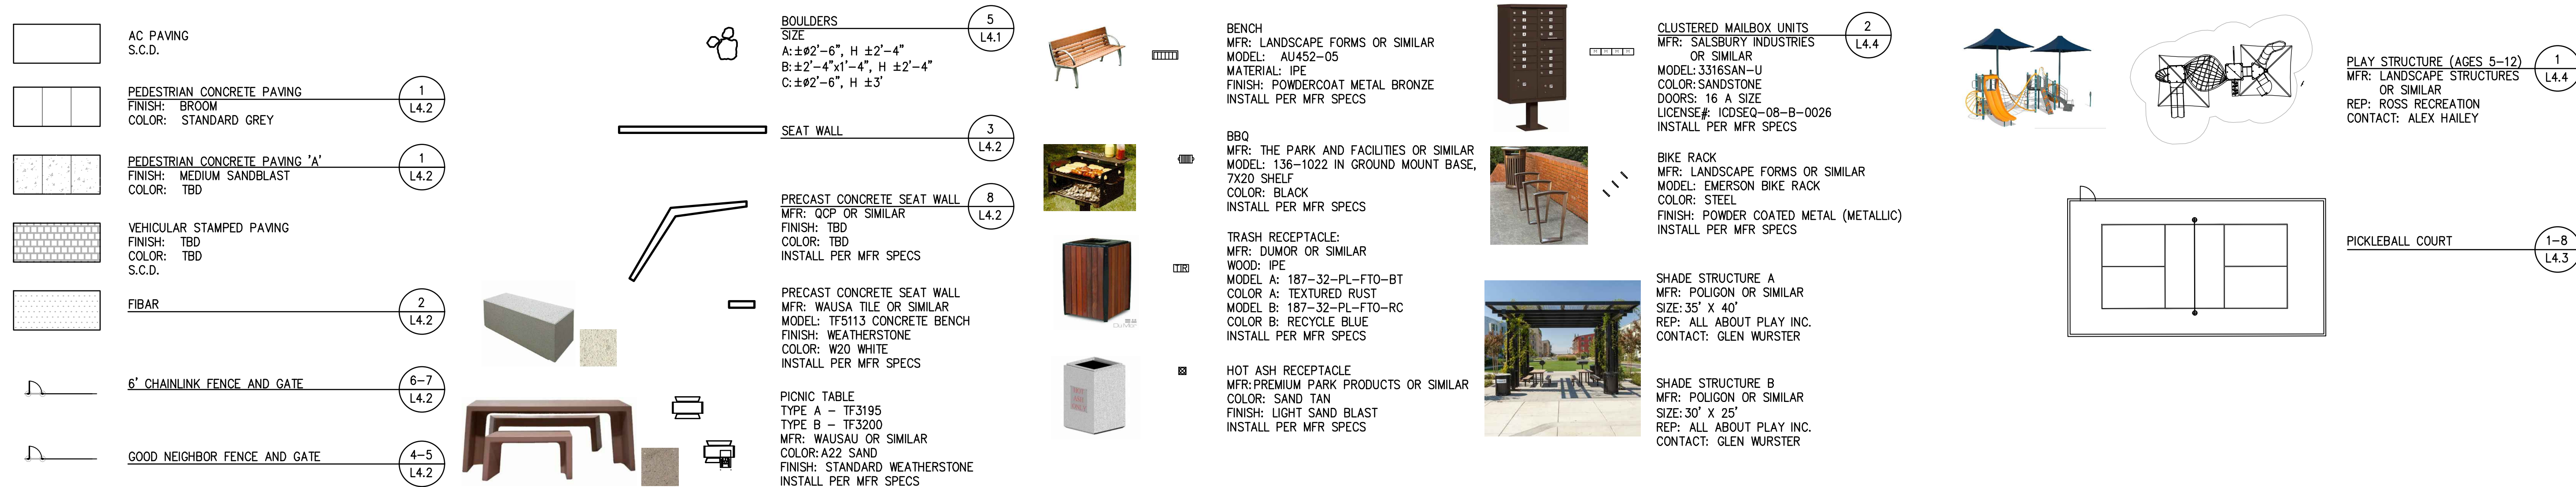 AC PAVING
S.C.D.
PEDESTRIAN CONCRETE PAVING
FINISH: BROOM
COLOR: STANDARD GREY
1
L4.2
PEDESTRIAN CONCRETE PAVING 'A'
FINISH: MEDIUM SANDBLAST
COLOR: TBD
1
L4.2
VEHICULAR STAMPED PAVING
FINISH: TBD
COLOR: TBD
S.C.D.
FIBAR
2
L4.2
6' CHAINLINK FENCE AND GATE
6-7
L4.2
GOOD NEIGHBOR FENCE AND GATE
4-5
L4.2
BOULDERS
5
L4.1
SIZE
A: ±ø2'-6", H ±2'-4"
B: ±2'-4"x1'-4", H ±2'-4"
C: ±ø2'-6", H ±3'
SEAT WALL
3
L4.2
PRECAST CONCRETE SEAT WALL
8
L4.2
MFR: QCP OR SIMILAR
FINISH: TBD
COLOR: TBD
INSTALL PER MFR SPECS
PRECAST CONCRETE SEAT WALL
MFR: WAUSA TILE OR SIMILAR
MODEL: TF5113 CONCRETE BENCH
FINISH: WEATHERSTONE
COLOR: W20 WHITE
INSTALL PER MFR SPECS
PICNIC TABLE
TYPE A - TF3195
TYPE B - TF3200
MFR: WAUSAU OR SIMILAR
COLOR: A22 SAND
FINISH: STANDARD WEATHERSTONE
INSTALL PER MFR SPECS
BENCH
MFR: LANDSCAPE FORMS OR SIMILAR
MODEL: AU452-05
MATERIAL: IPE
FINISH: POWDERCOAT METAL BRONZE
INSTALL PER MFR SPECS
BBQ
MFR: THE PARK AND FACILITIES OR SIMILAR
MODEL: 136-1022 IN GROUND MOUNT BASE,
7X20 SHELF
COLOR: BLACK
INSTALL PER MFR SPECS
TRASH RECEPTACLE:
MFR: DUMOR OR SIMILAR
WOOD: IPE
MODEL A: 187-32-PL-FTO-BT
COLOR A: TEXTURED RUST
MODEL B: 187-32-PL-FTO-RC
COLOR B: RECYCLE BLUE
INSTALL PER MFR SPECS
T|R
DuMor
HOT ASH RECEPTACLE
MFR: PREMIUM PARK PRODUCTS OR SIMILAR
COLOR: SAND TAN
FINISH: LIGHT SAND BLAST
INSTALL PER MFR SPECS
CLUSTERED MAILBOX UNITS
2
L4.4
MFR: SALSBURY INDUSTRIES
OR SIMILAR
MODEL: 3316SAN-U
COLOR: SANDSTONE
DOORS: 16 A SIZE
LICENSE#: ICDSEQ-08-B-0026
INSTALL PER MFR SPECS
BIKE RACK
MFR: LANDSCAPE FORMS OR SIMILAR
MODEL: EMERSON BIKE RACK
COLOR: STEEL
FINISH: POWDER COATED METAL (METALLIC)
INSTALL PER MFR SPECS
SHADE STRUCTURE A
MFR: POLIGON OR SIMILAR
SIZE: 35' X 40'
REP: ALL ABOUT PLAY INC.
CONTACT: GLEN WURSTER
SHADE STRUCTURE B
MFR: POLIGON OR SIMILAR
SIZE: 30' X 25'
REP: ALL ABOUT PLAY INC.
CONTACT: GLEN WURSTER
PLAY STRUCTURE (AGES 5-12)
1
L4.4
MFR: LANDSCAPE STRUCTURES
OR SIMILAR
REP: ROSS RECREATION
CONTACT: ALEX HAILEY
PICKLEBALL COURT
1-8
L4.3